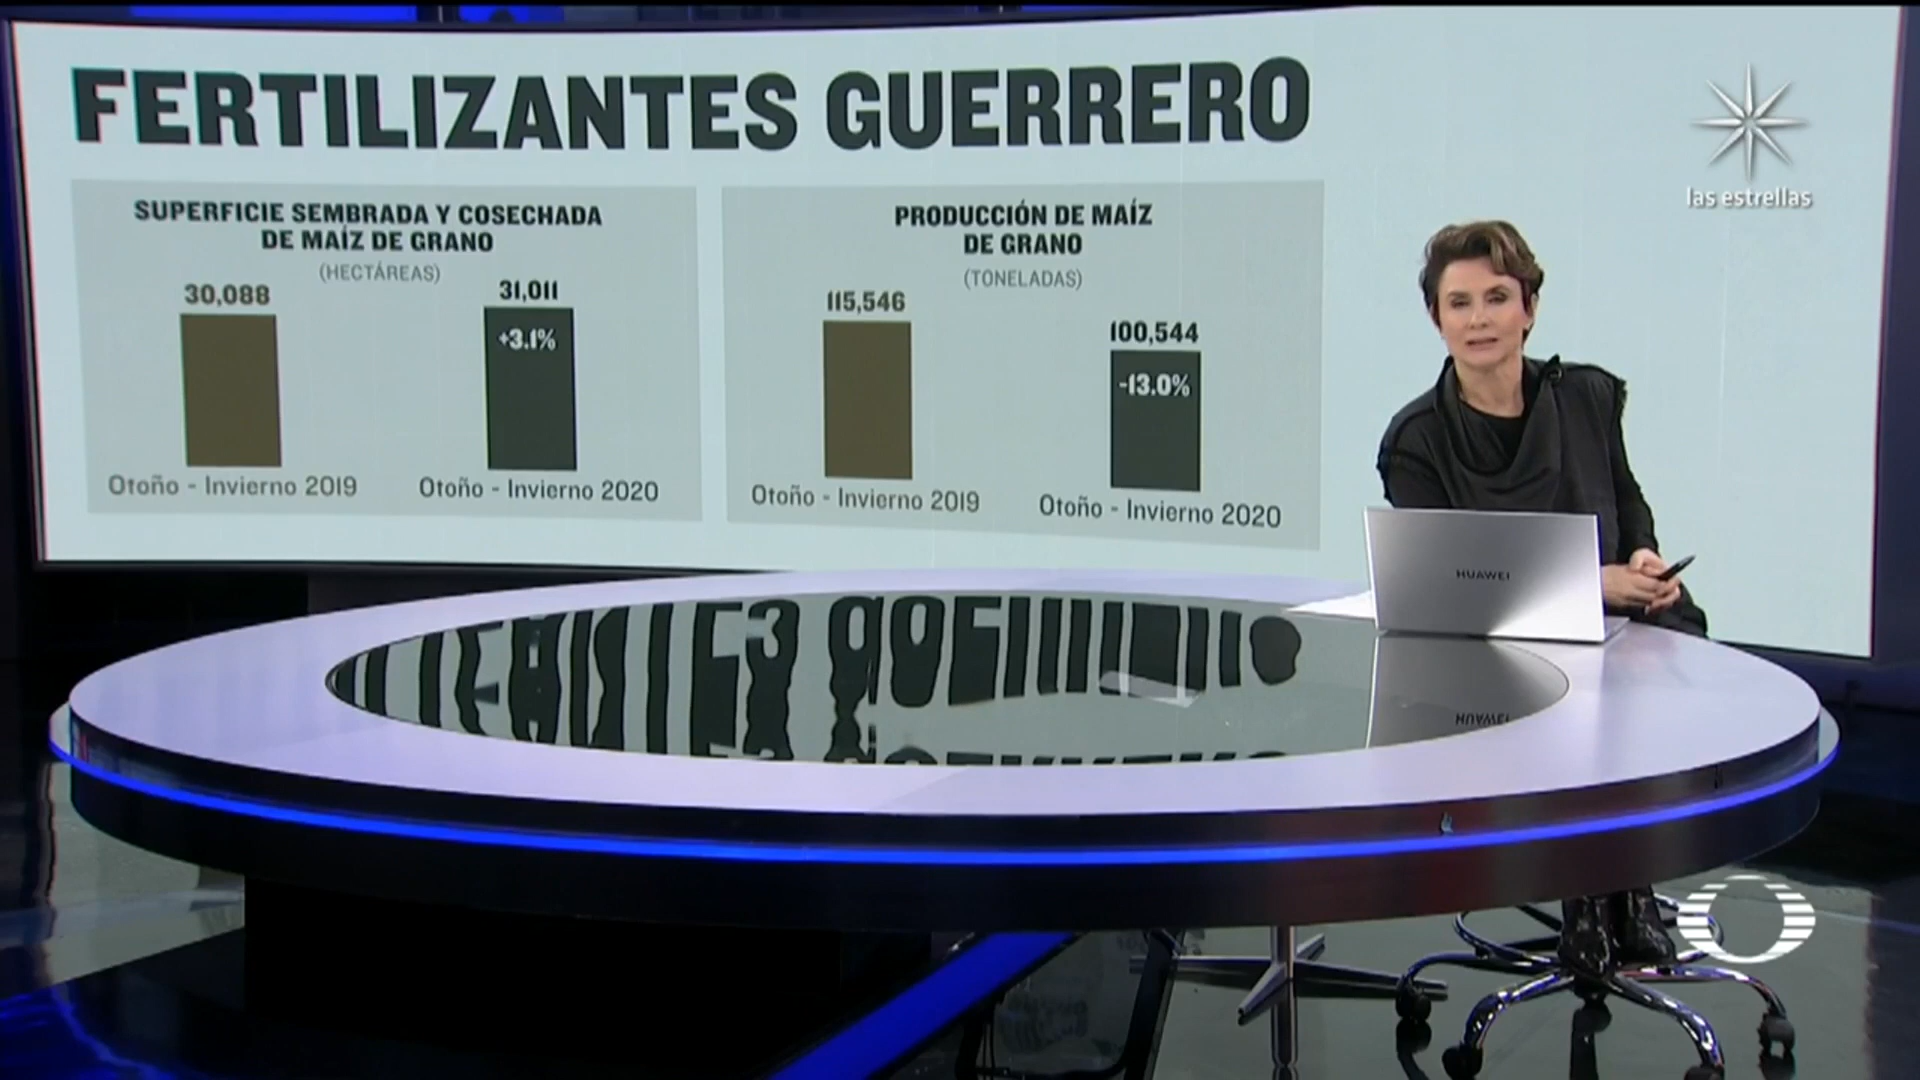 FERTILIZANTES GUERRERO
SUPERFICIE SEMBRADA Y COSECHADA
DE MAÍZ DE GRANO
(HECTÁREAS)
30,088
31,011
+3.1%
Otoño - Invierno 2019
Otoño - Invierno 2020
PRODUCCIÓN DE MAÍZ
DE GRANO
(TONELADAS)
115,546
100,544
-13.0%
Otoño - Invierno 2019
Otoño - Invierno 2020
las estrellas
HUAWEI